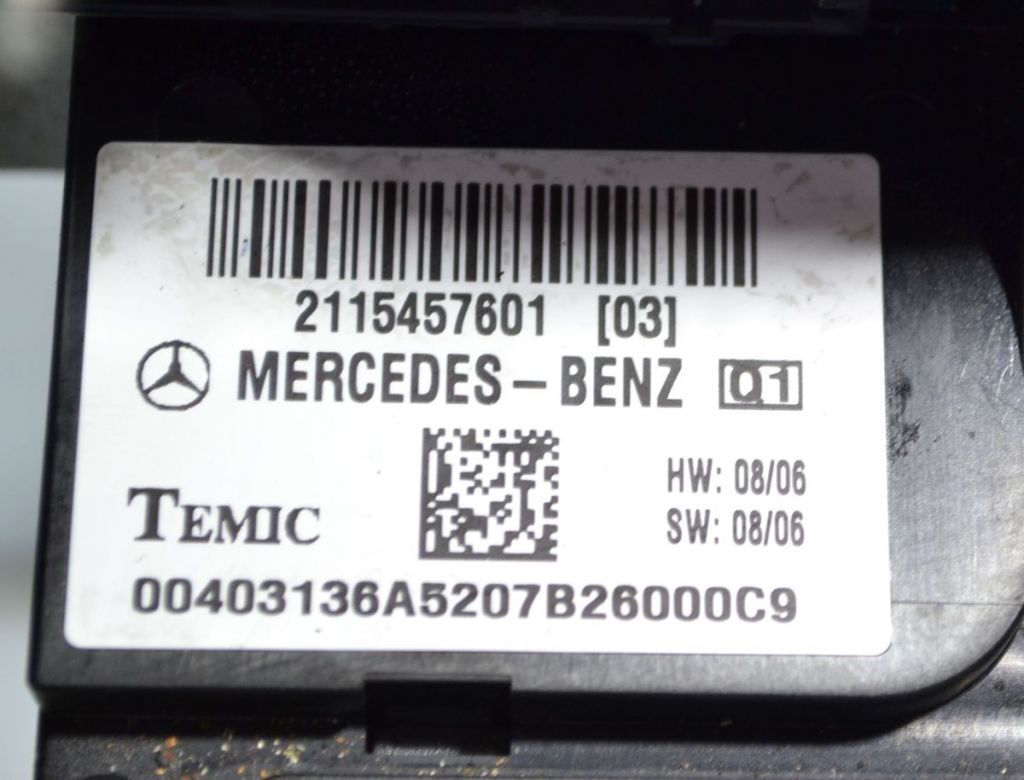 2115457601 [03]
MERCEDES-BENZ Q1
HW: 08/06
TEMIC
SW: 08/06
00403136A5207B26000C9